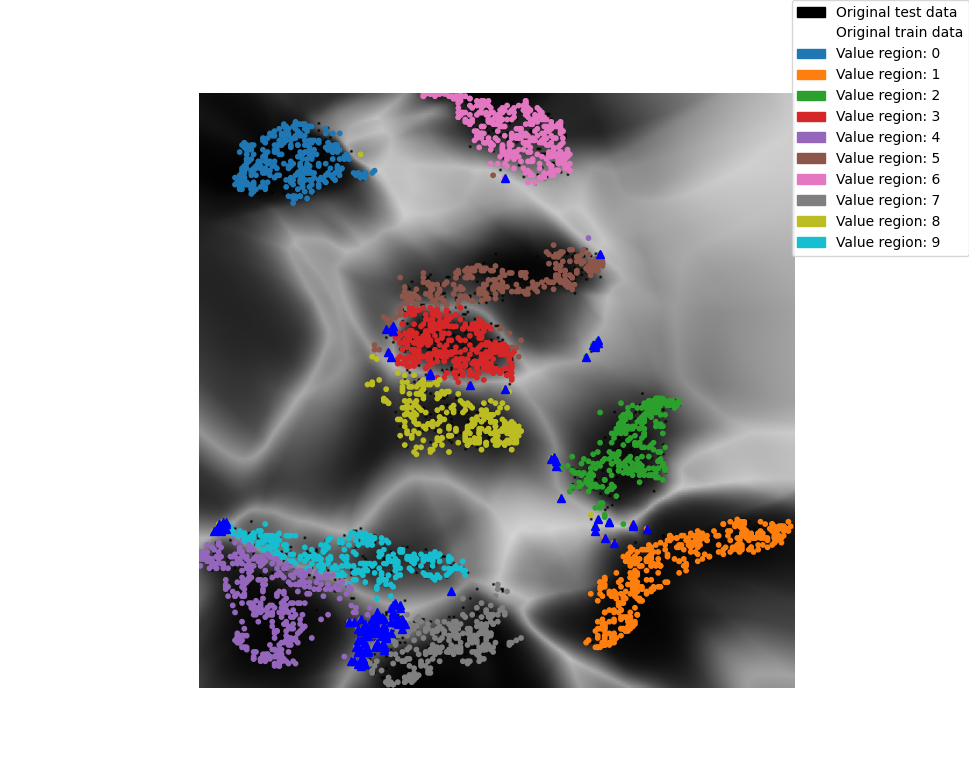 Original test data
Original train data
Value region: 0
Value region: 1
Value region: 2
Value region: 3
Value region: 4
Value region: 5
Value region: 6
Value region: 7
Value region: 8
Value region: 9